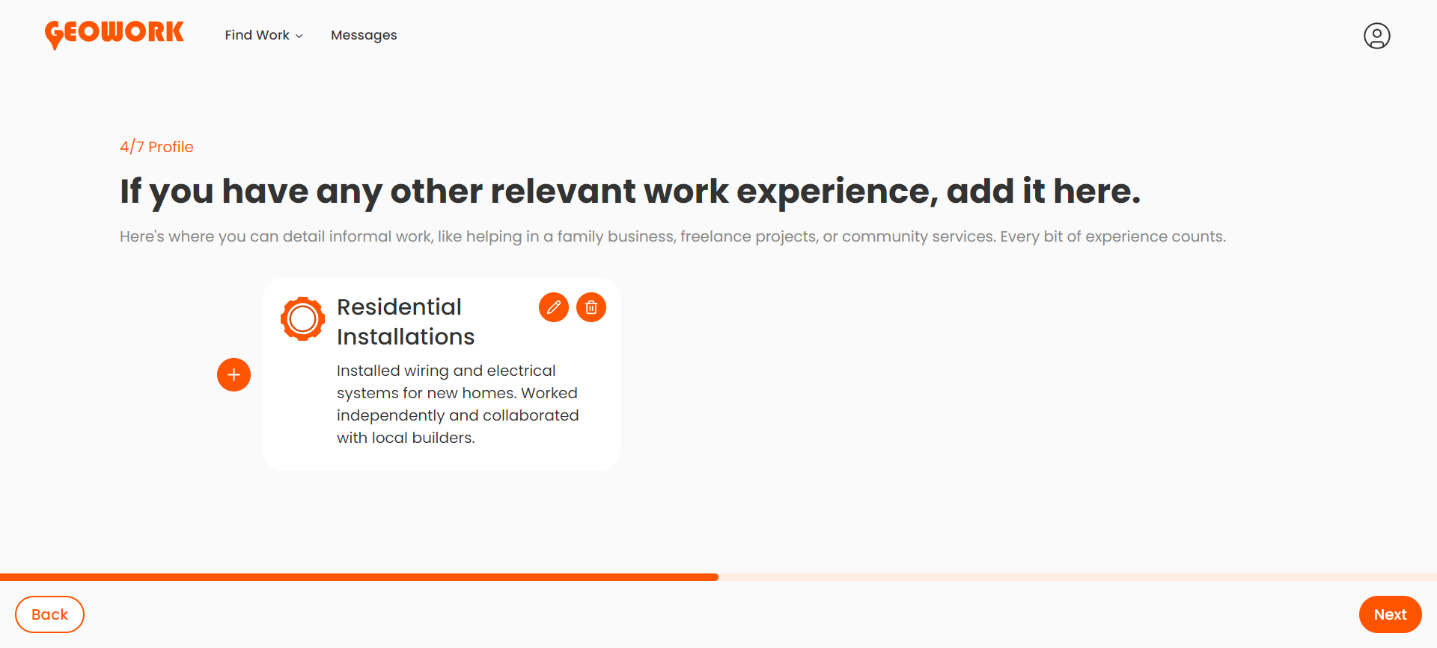 GEOWORK
Find Work
Messages
4/7 Profile
If you have any other relevant work experience, add it here.
Here's where you can detail informal work, like helping in a family business, freelance projects, or community services. Every bit of experience counts.
Residential
Installations
Installed wiring and electrical
systems for new homes. Worked
independently and collaborated
with local builders.
Back
Next